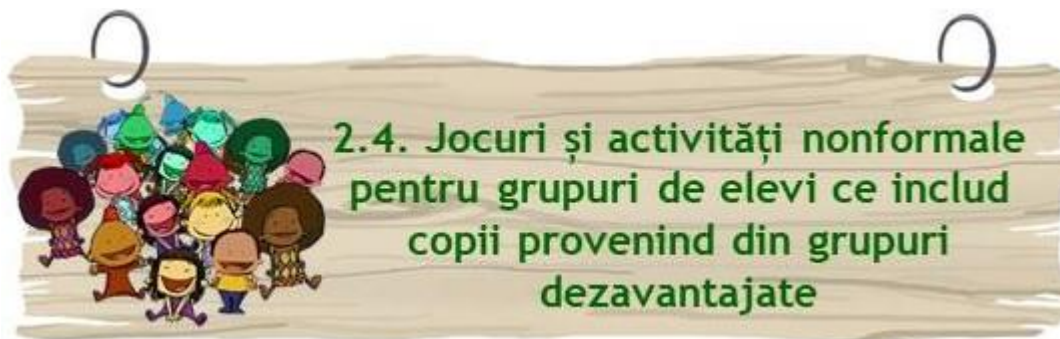 2.4. Jocuri și activități nonformale
pentru grupuri de elevi ce includ
copii provenind din grupuri
dezavantajate